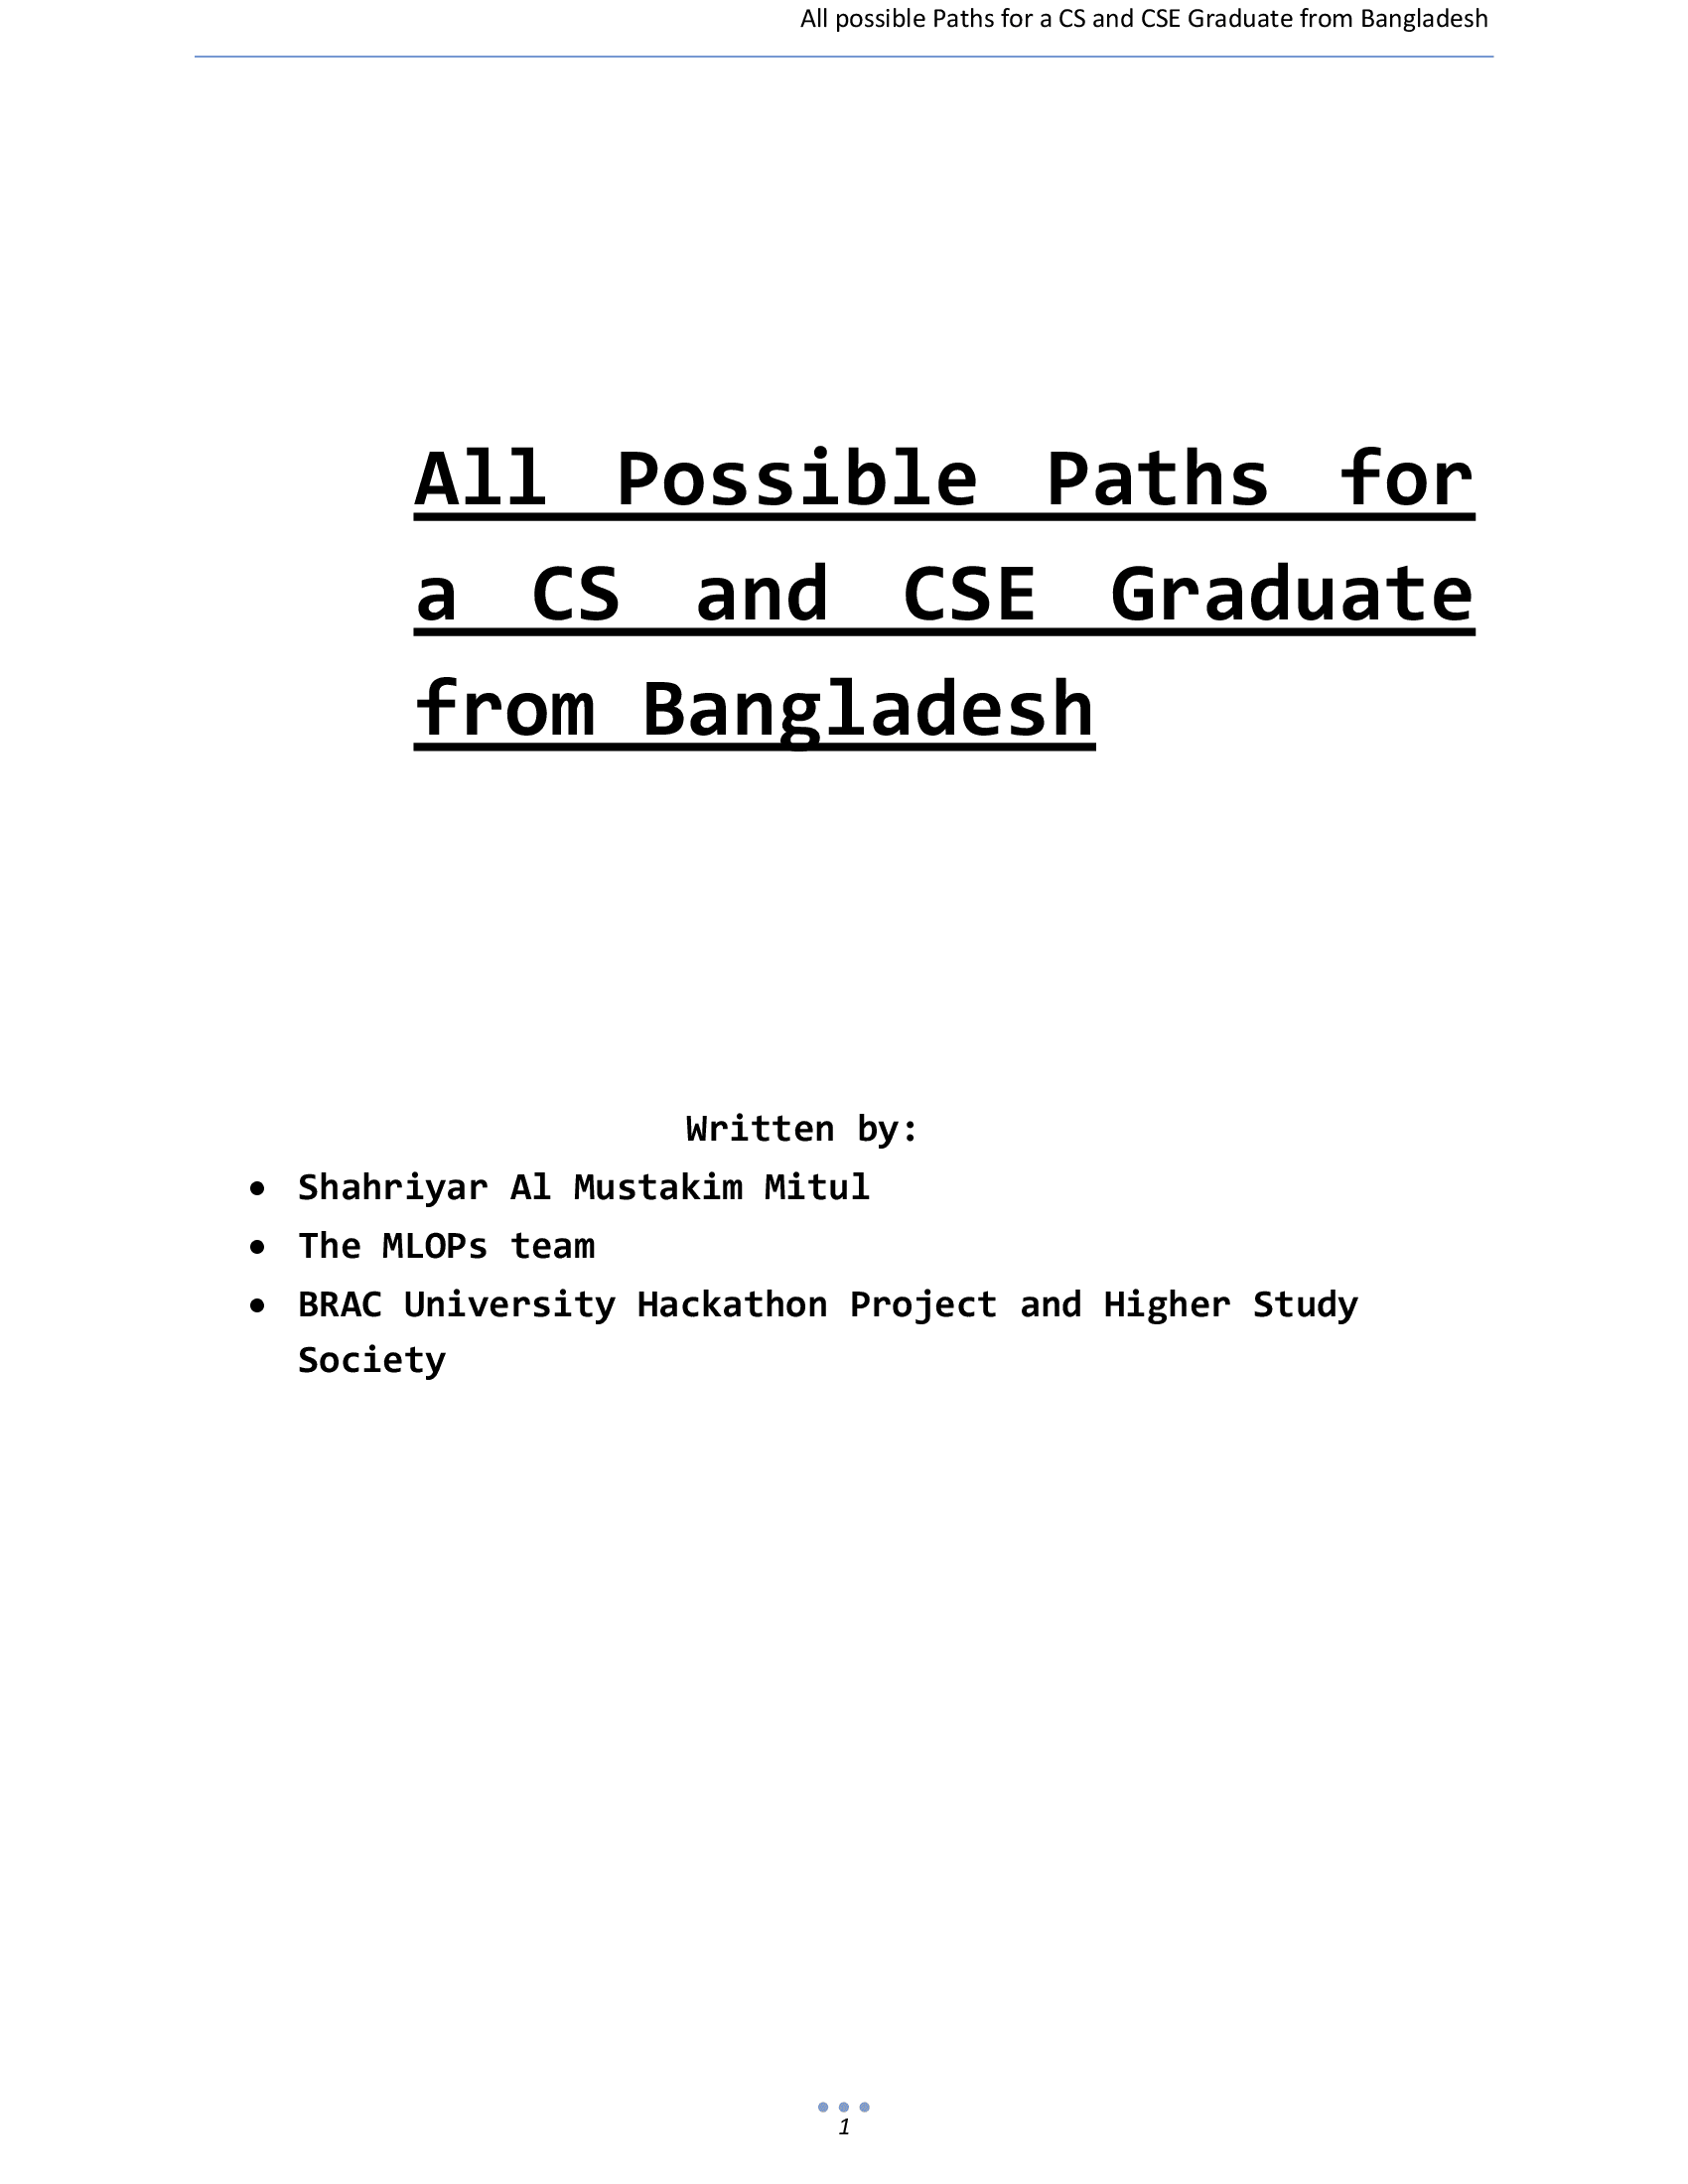 All possible Paths for a CS and CSE Graduate from Bangladesh
All Possible Paths for
a CS and CSE Graduate
from Bangladesh
Written by:
• Shahriyar Al Mustakim Mitul
• The MLOPs team
• BRAC University Hackathon Project and Higher Study
Society
1